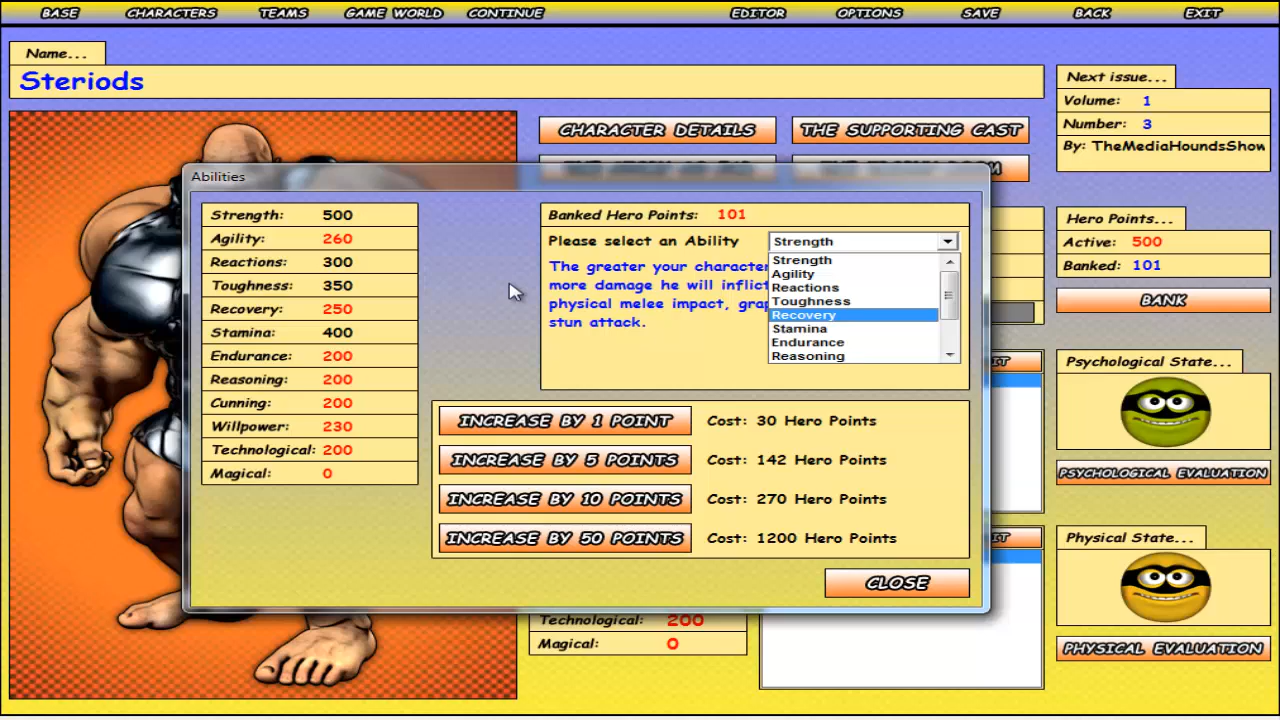 BASE CHARACTERS TEAMS GAME WORLD CONTINUE EDITOR OPTIONS SAVE BACK EXIT
Name...
Steriods
CHARACTER DETAILS THE SUPPORTING CAST
Next issue...
Volume: 1
Number: 3
By: TheMediaHoundsShow
Abilities
Strength: 500
Agility: 260
Reactions: 300
Toughness: 350
Recovery: 250
Stamina: 400
Endurance: 200
Reasoning: 200
Cunning: 200
Willpower: 230
Technological: 200
Magical: 0
Banked Hero Points: 101
Please select an Ability Strength
The greater your character
more damage he will inflict
physical melee impact, grap
stun attack.
Strength
Agility
Reactions
Toughness
Recovery
Stamina
Endurance
Reasoning
INCREASE BY 1 POINT Cost: 30 Hero Points
INCREASE BY 5 POINTS Cost: 142 Hero Points
INCREASE BY 10 POINTS Cost: 270 Hero Points
INCREASE BY 50 POINTS Cost: 1200 Hero Points
CLOSE
Hero Points...
Active: 500
Banked: 101
BANK
Psychological State...
PSYCHOLOGICAL EVALUATION
Physical State...
PHYSICAL EVALUATION
Technological: 200
Magical: 0